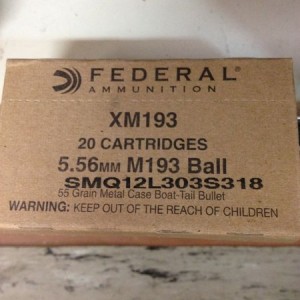 FEDERAL
AMMUNITION
XM193
20 CARTRIDGES
5.56MM M193 Ball
SMQ12L303S318
55 Grain Metal Case Boat-Tail Bullet
WARNING: KEEP OUT OF THE REACH OF CHILDREN